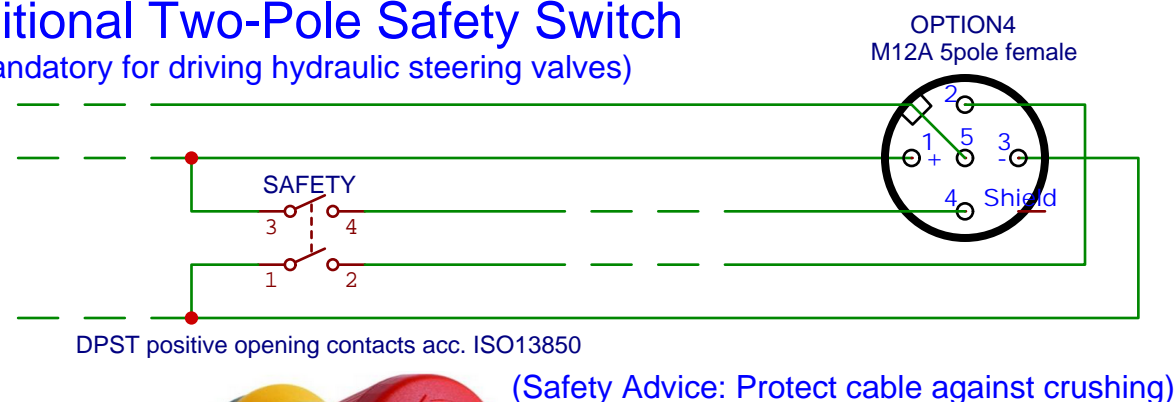 itional Two-Pole Safety Switch
andatory for driving hydraulic steering valves)
OPTION4
M12A 5pole female
2
1 5 3
+ -
4 Shield
SAFETY
3 4
1 2
DPST positive opening contacts acc. ISO13850
(Safety Advice: Protect cable against crushing)